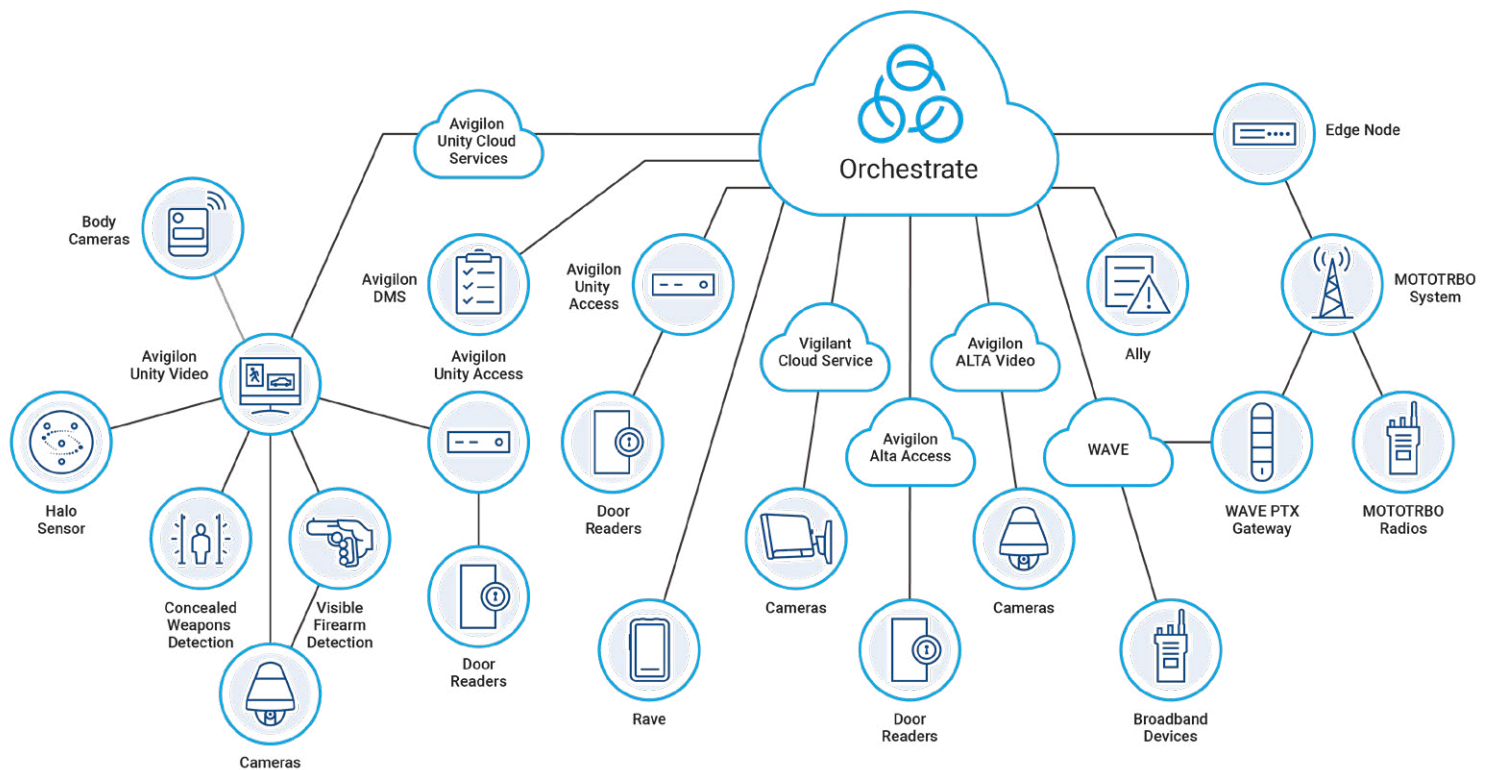 Orchestrate
Avigilon
Unity Cloud
Services
Edge Node
Body
Cameras
Avigilon
DMS
Avigilon
Unity
Access
MOTOTRBO
System
Avigilon
Unity Video
Avigilon
Unity Access
Vigilant
Cloud Service
Avigilon
ALTA Video
Ally
Avigilon
Alta Access
WAVE
Halo
Sensor
Door
Readers
WAVE PTX
Gateway
MOTOTRBO
Radios
Concealed
Weapons
Detection
Visible
Firearm
Detection
Cameras
Cameras
Door
Readers
Rave
Door
Readers
Broadband
Devices
Cameras